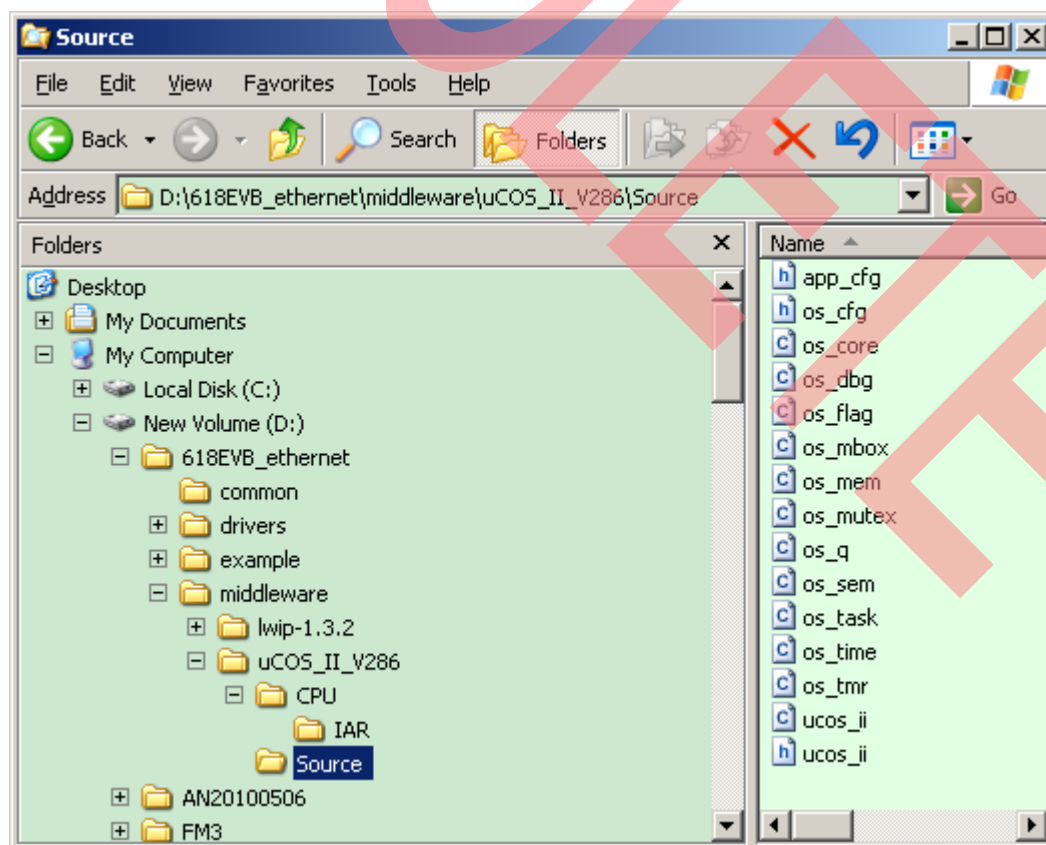 Source
File Edit View Favorites Tools Help
Back Search Folders
Address D:\618EVB_ethernet\middleware\uCOS_II_V286\Source Go
Folders
Desktop
My Documents
My Computer
Local Disk (C:)
New Volume (D:)
618EVB_ethernet
common
drivers
example
middleware
lwip-1.3.2
uCOS_II_V286
CPU
IAR
Source
AN20100506
FM3
Name
app_cfg
os_cfg
os_core
os_dbg
os_flag
os_mbox
os_mem
os_mutex
os_q
os_sem
os_task
os_time
os_tmr
ucos_ii
ucos_ii